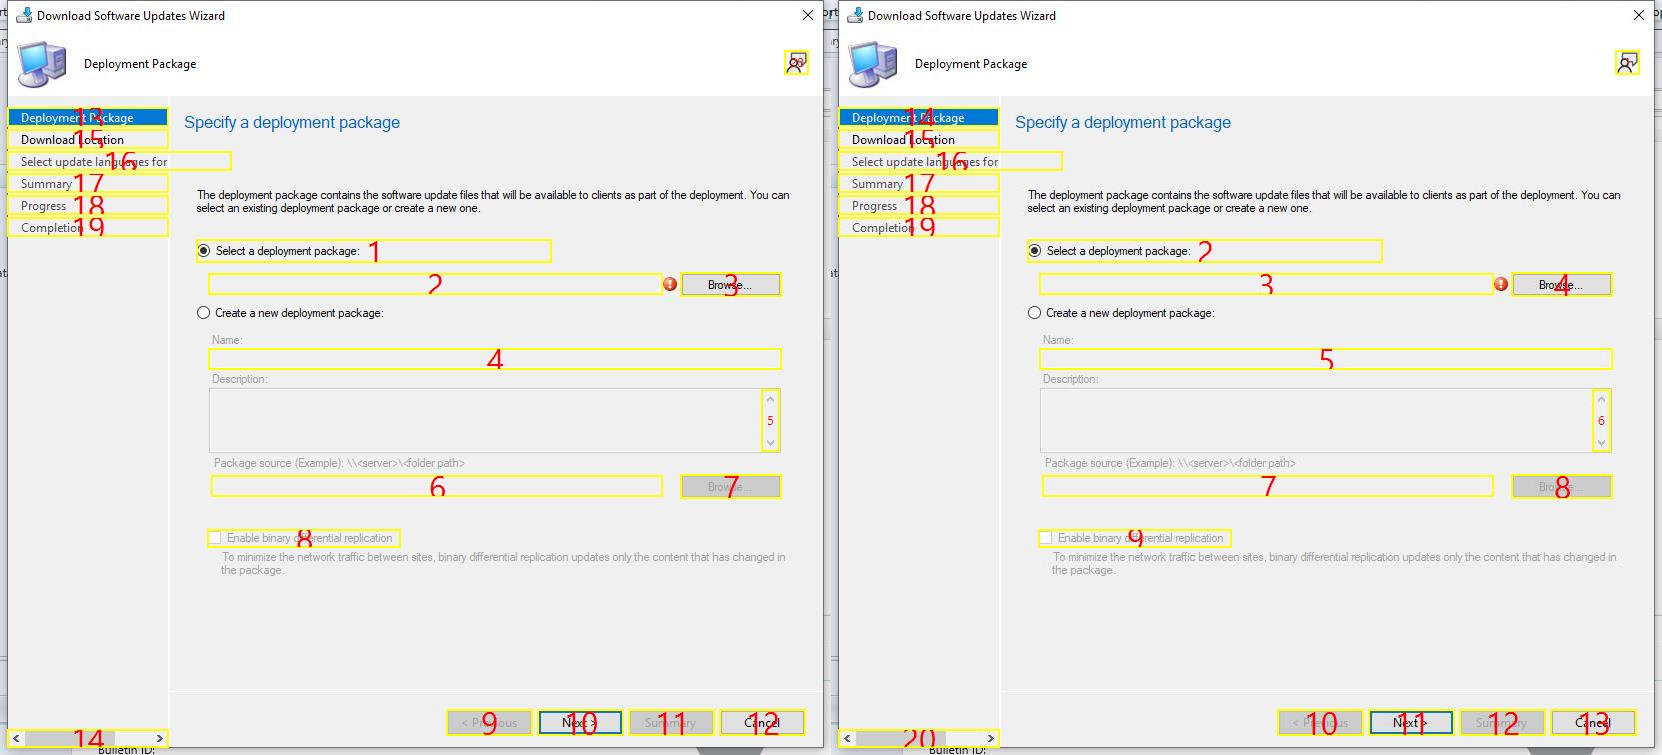 Download Software Updates Wizard
Deployment Package
13
Deployment Package
15
Download Location
16
Select update languages for
17
Summary
18
Progress
19
Completion
Specify a deployment package
The deployment package contains the software update files that will be available to clients as part of the deployment. You can
select an existing deployment package or create a new one.
Select a deployment package:
1
2
3
Browse...
Create a new deployment package:
Name:
4
Description:
5
Package source (Example): \\<server>\<folder path>
6
7
Browse...
8
Enable binary differential replication
To minimize the network traffic between sites, binary differential replication updates only the content that has changed in
the package.
9
< Previous
10
Next >
11
Summary
12
Cancel
14
Bulletin ID:
Download Software Updates Wizard
Deployment Package
1
14
Deployment Package
15
Download Location
16
Select update languages for
17
Summary
18
Progress
19
Completion
Specify a deployment package
The deployment package contains the software update files that will be available to clients as part of the deployment. You can
select an existing deployment package or create a new one.
Select a deployment package:
2
3
4
Browse...
Create a new deployment package:
Name:
5
Description:
6
Package source (Example): \\<server>\<folder path>
7
8
Browse...
9
Enable binary differential replication
To minimize the network traffic between sites, binary differential replication updates only the content that has changed in
the package.
10
< Previous
11
Next >
12
Summary
13
Cancel
20
Bulletin ID: